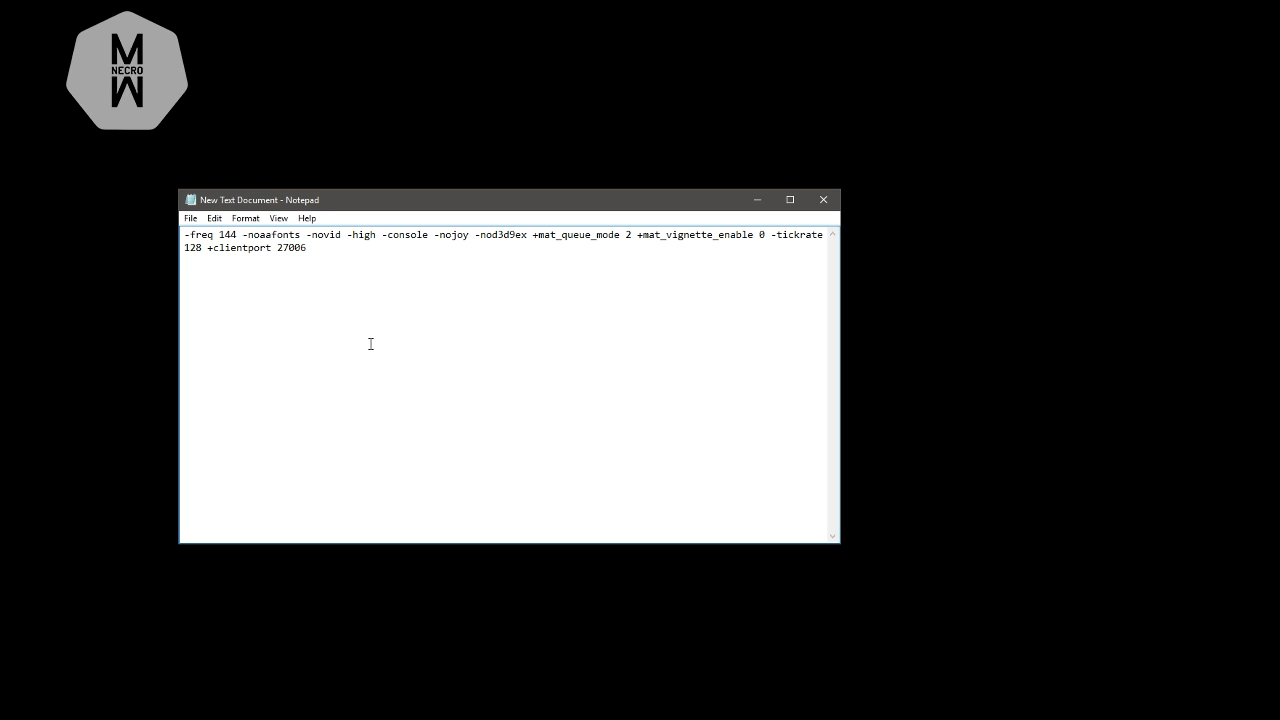 M
NECRO
M
New Text Document - Notepad
File Edit Format View Help
-freq 144 -noaafonts -novid -high -console -nojoy -nod3d9ex +mat_queue_mode 2 +mat_vignette_enable 0 -tickrate
128 +clientport 27006